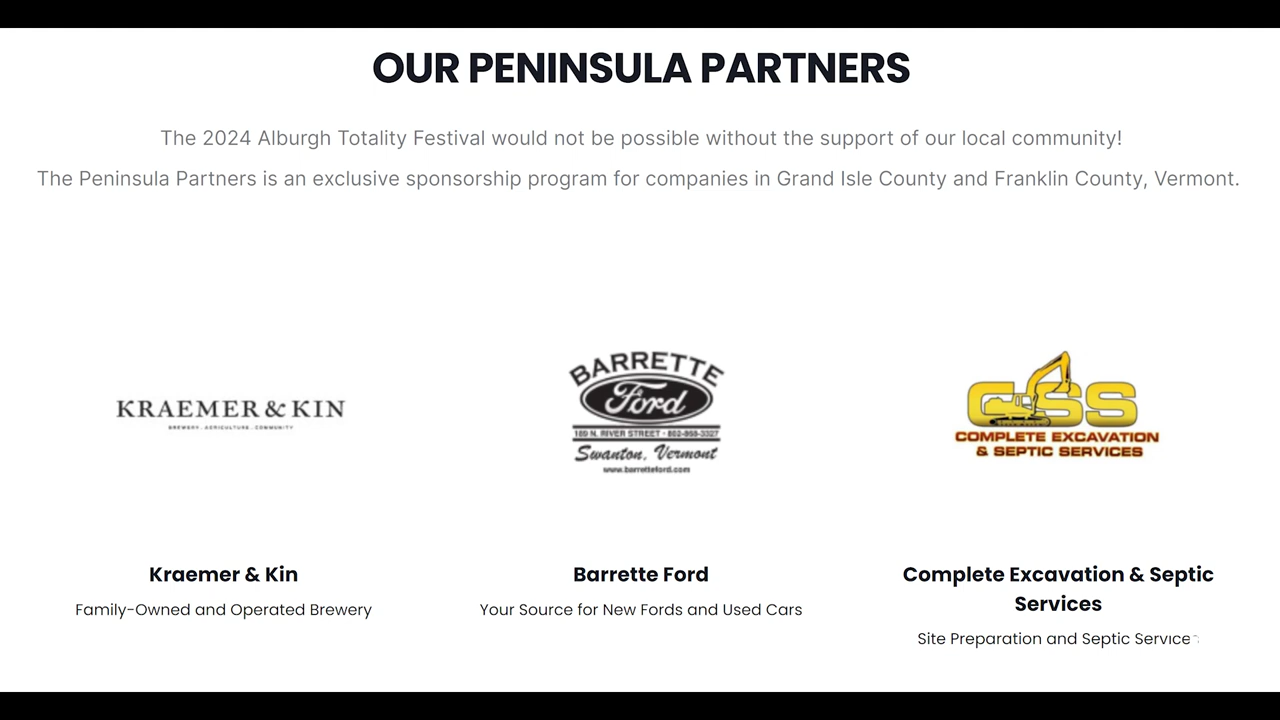 OUR PENINSULA PARTNERS
The 2024 Alburgh Totality Festival would not be possible without the support of our local community!
The Peninsula Partners is an exclusive sponsorship program for companies in Grand Isle County and Franklin County, Vermont.
KRAEMER & KIN
BREWERY . AGRICULTURE . COMMUNITY
BARRETTE
Ford
189 N. RIVER STREET · 802-868-3327
Swanton, Vermont
www.barretteford.com
CSS
COMPLETE EXCAVATION
& SEPTIC SERVICES
Kraemer & Kin
Family-Owned and Operated Brewery
Barrette Ford
Your Source for New Fords and Used Cars
Complete Excavation & Septic
Services
Site Preparation and Septic Service